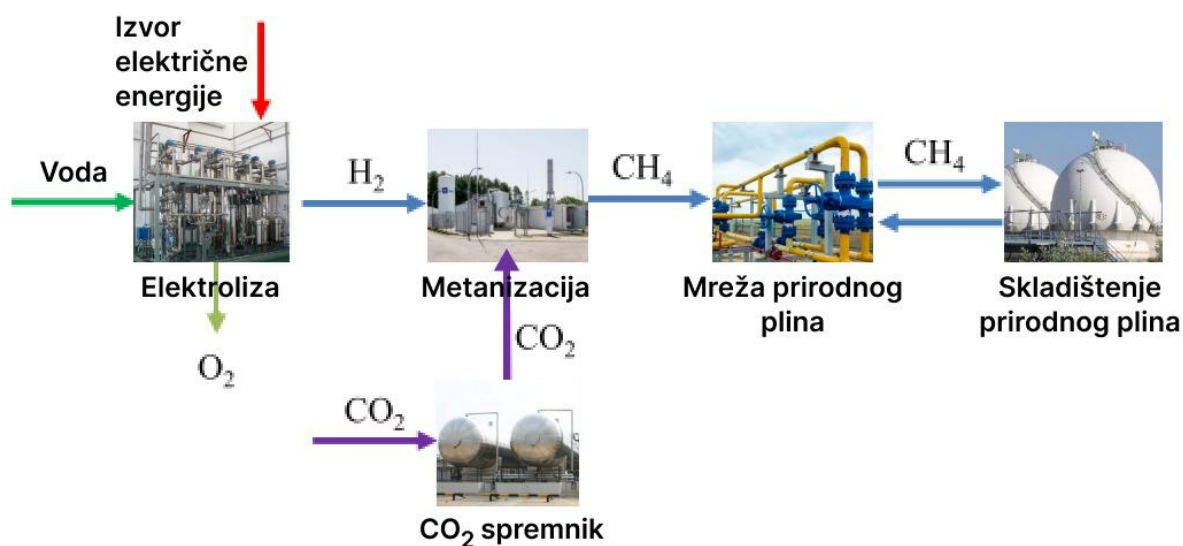 Izvor
električne
energije
Voda
H₂
CH₄
CH₄
Elektroliza
Metanizacija
Mreža prirodnog
plina
Skladištenje
prirodnog plina
O₂
CO₂
CO₂
CO₂ spremnik